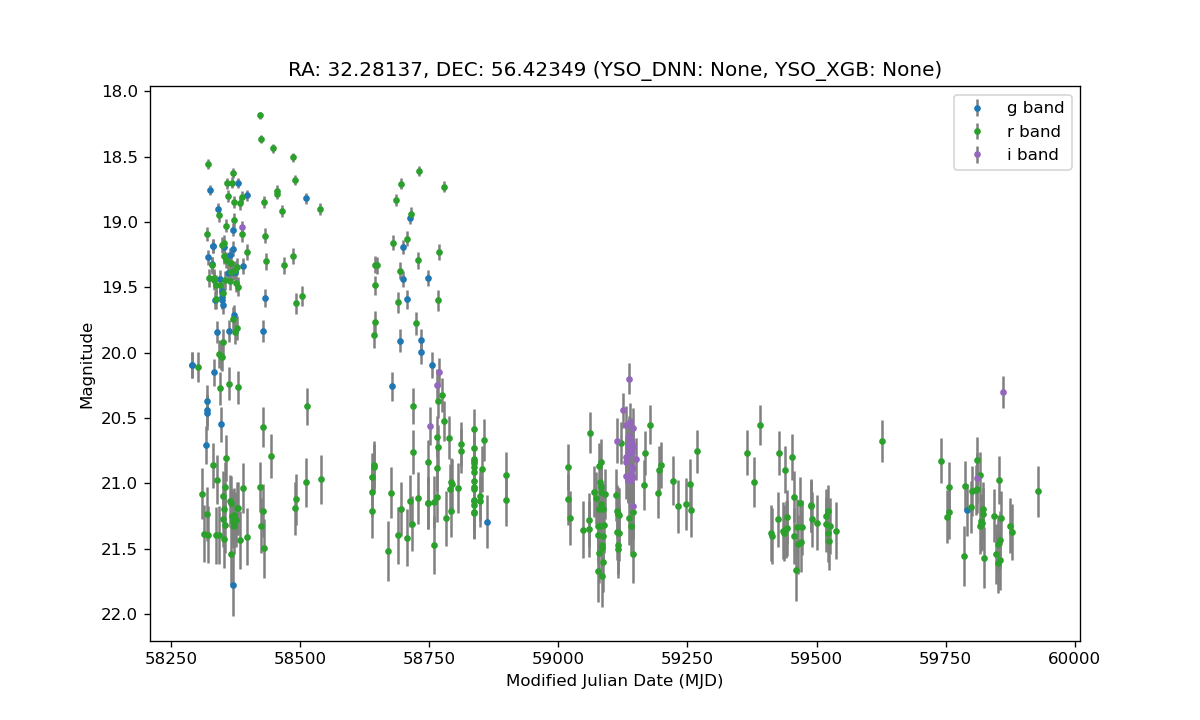 RA: 32.28137, DEC: 56.42349 (YSO_DNN: None, YSO_XGB: None)
g band
r band
i band
18.0
18.5
19.0
19.5
20.0
20.5
21.0
21.5
22.0
Magnitude
58250 58500 58750 59000 59250 59500 59750 60000
Modified Julian Date (MJD)